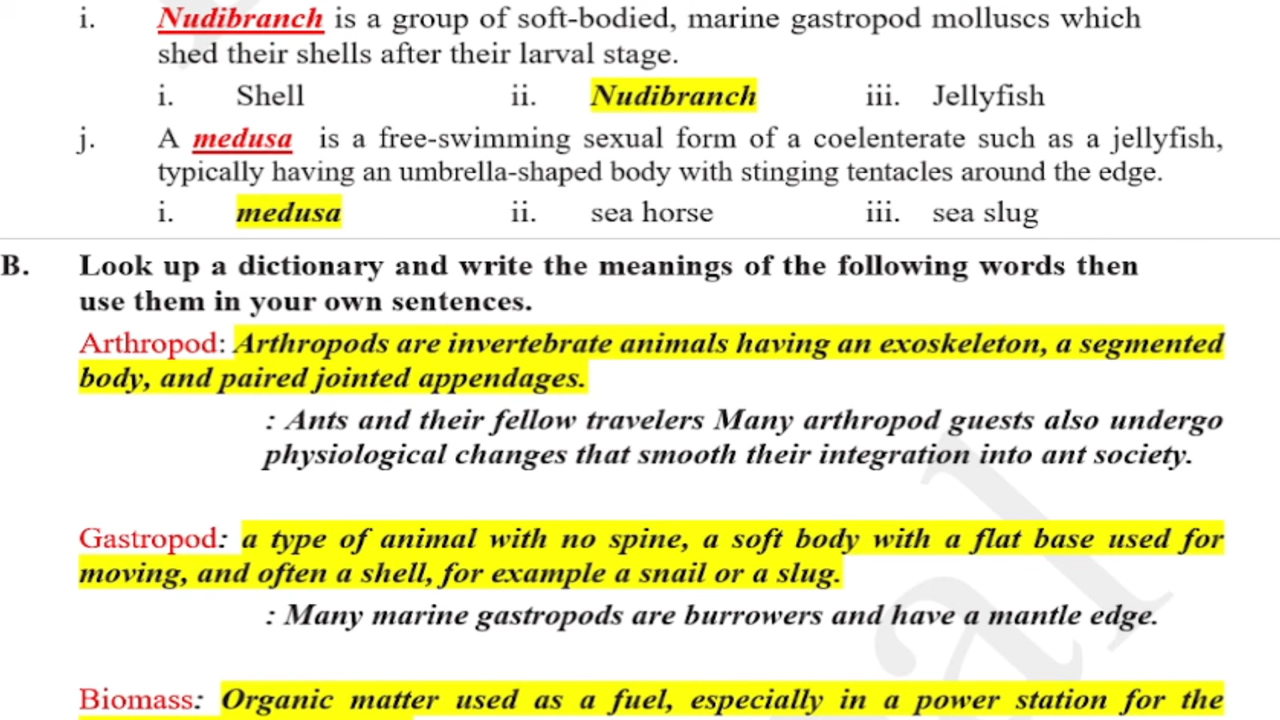 i. Nudibranch is a group of soft-bodied, marine gastropod molluscs which
shed their shells after their larval stage.
i. Shell ii. Nudibranch iii. Jellyfish
j. A medusa is a free-swimming sexual form of a coelenterate such as a jellyfish,
typically having an umbrella-shaped body with stinging tentacles around the edge.
i. medusa ii. sea horse iii. sea slug
B. Look up a dictionary and write the meanings of the following words then
use them in your own sentences.
Arthropod: Arthropods are invertebrate animals having an exoskeleton, a segmented
body, and paired jointed appendages.
: Ants and their fellow travelers Many arthropod guests also undergo
physiological changes that smooth their integration into ant society.
Gastropod: a type of animal with no spine, a soft body with a flat base used for
moving, and often a shell, for example a snail or a slug.
: Many marine gastropods are burrowers and have a mantle edge.
Biomass: Organic matter used as a fuel, especially in a power station for the